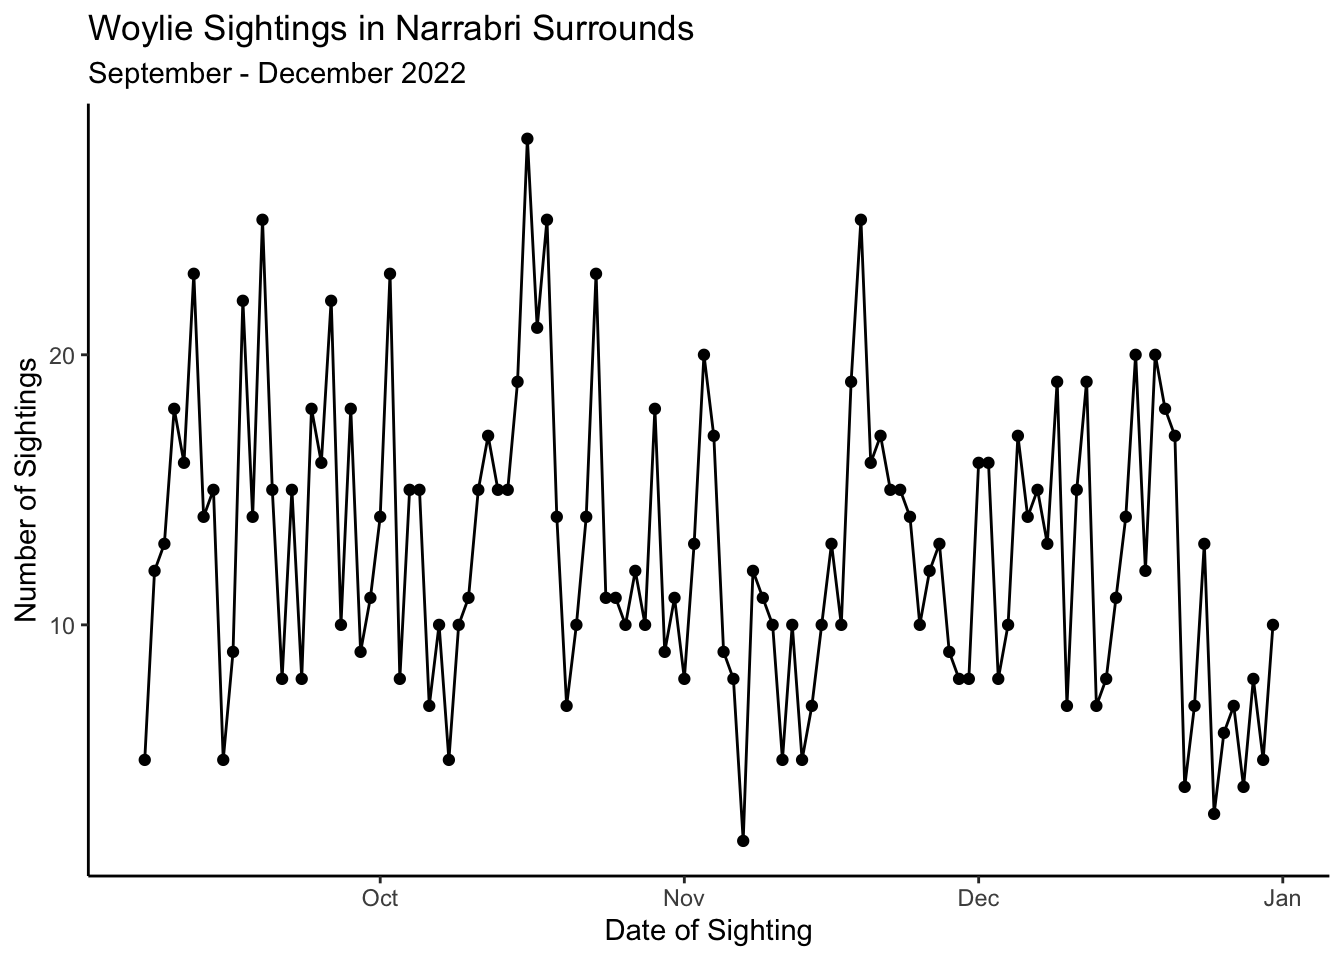 Woylie Sightings in Narrabri Surrounds
September - December 2022
Number of Sightings
20
10
Oct Nov Dec Jan
Date of Sighting